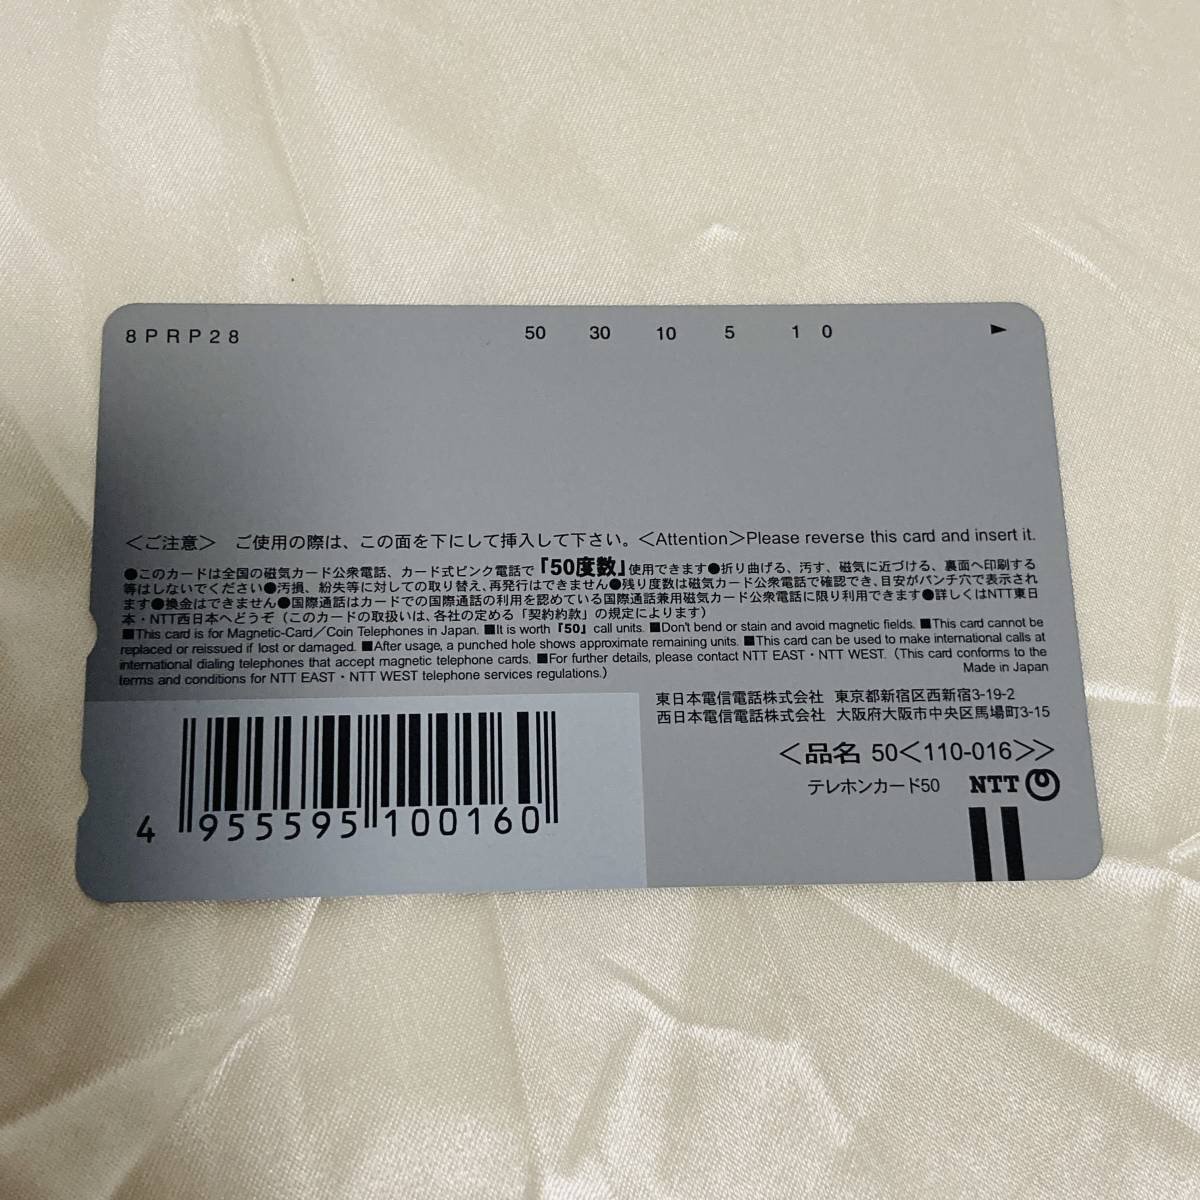 8PRP28 50 30 10 5 1 0 ►
＜ご注意＞ ご使用の際は、この面を下にして挿入して下さい。＜Attention＞Please reverse this card and insert it.
●このカードは全国の磁気カード公衆電話、カード式ピンク電話で『50度数』使用できます●折り曲げる、汚す、磁気に近づける、裏面へ印刷する
等はしないでください●汚損、紛失等に対しての取り替え、再発行はできません●残り度数は磁気カード公衆電話で確認でき、目安がパンチ穴で表示され
ます●換金はできません●国際通話はカードでの国際通話の利用を認めている国際通話兼用磁気カード公衆電話に限り利用できます●詳しくはNTT東日
本・NTT西日本へどうぞ（このカードの取扱いは、各社の定める「契約約款」の規定によります）
■This card is for Magnetic-Card／Coin Telephones in Japan. ■It is worth『50』call units. ■Don't bend or stain and avoid magnetic fields. ■This card cannot be
replaced or reissued if lost or damaged. ■After usage, a punched hole shows approximate remaining units. ■This card can be used to make international calls at
international dialing telephones that accept magnetic telephone cards. ■For further details, please contact NTT EAST・NTT WEST. (This card conforms to the
terms and conditions for NTT EAST・NTT WEST telephone services regulations.)
Made in Japan
東日本電信電話株式会社 東京都新宿区西新宿3-19-2
西日本電信電話株式会社 大阪府大阪市中央区馬場町3-15
＜品名 50＜110-016＞＞
テレホンカード50 NTT
4 955595 100160